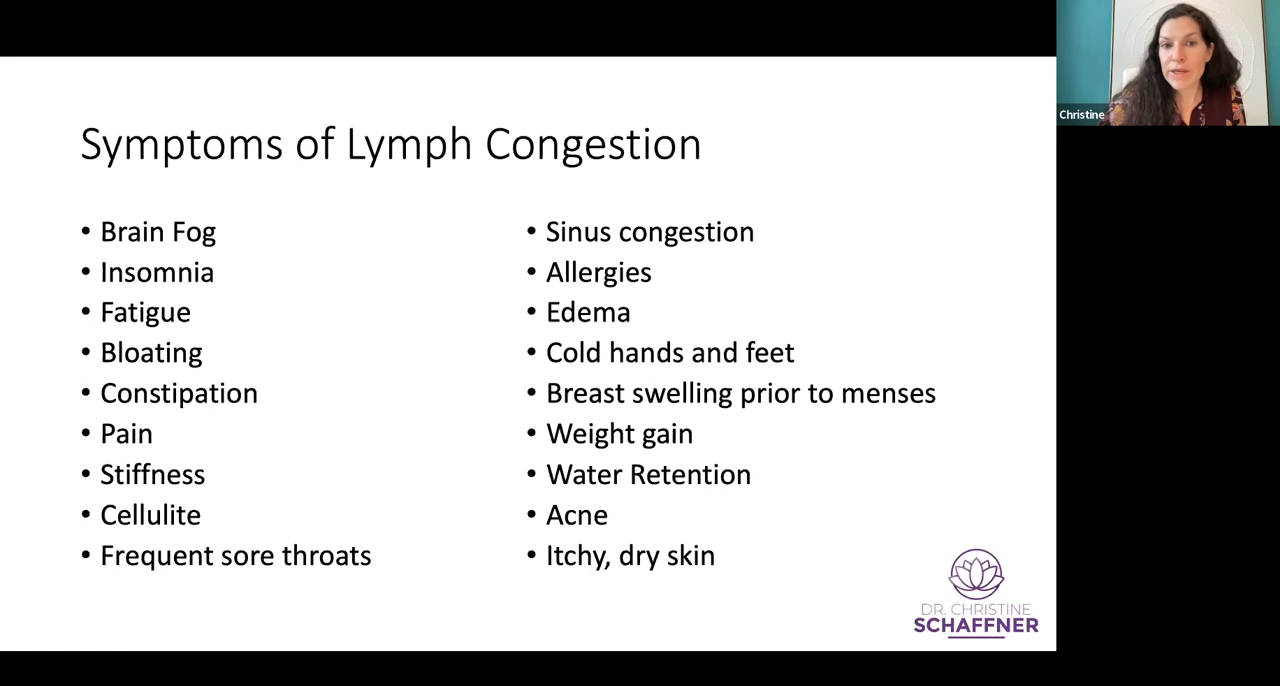 Symptoms of Lymph Congestion
• Brain Fog
• Insomnia
• Fatigue
• Bloating
• Constipation
• Pain
• Stiffness
• Cellulite
• Frequent sore throats
• Sinus congestion
• Allergies
• Edema
• Cold hands and feet
• Breast swelling prior to menses
• Weight gain
• Water Retention
• Acne
• Itchy, dry skin
DR. CHRISTINE
SCHAFFNER
Christine